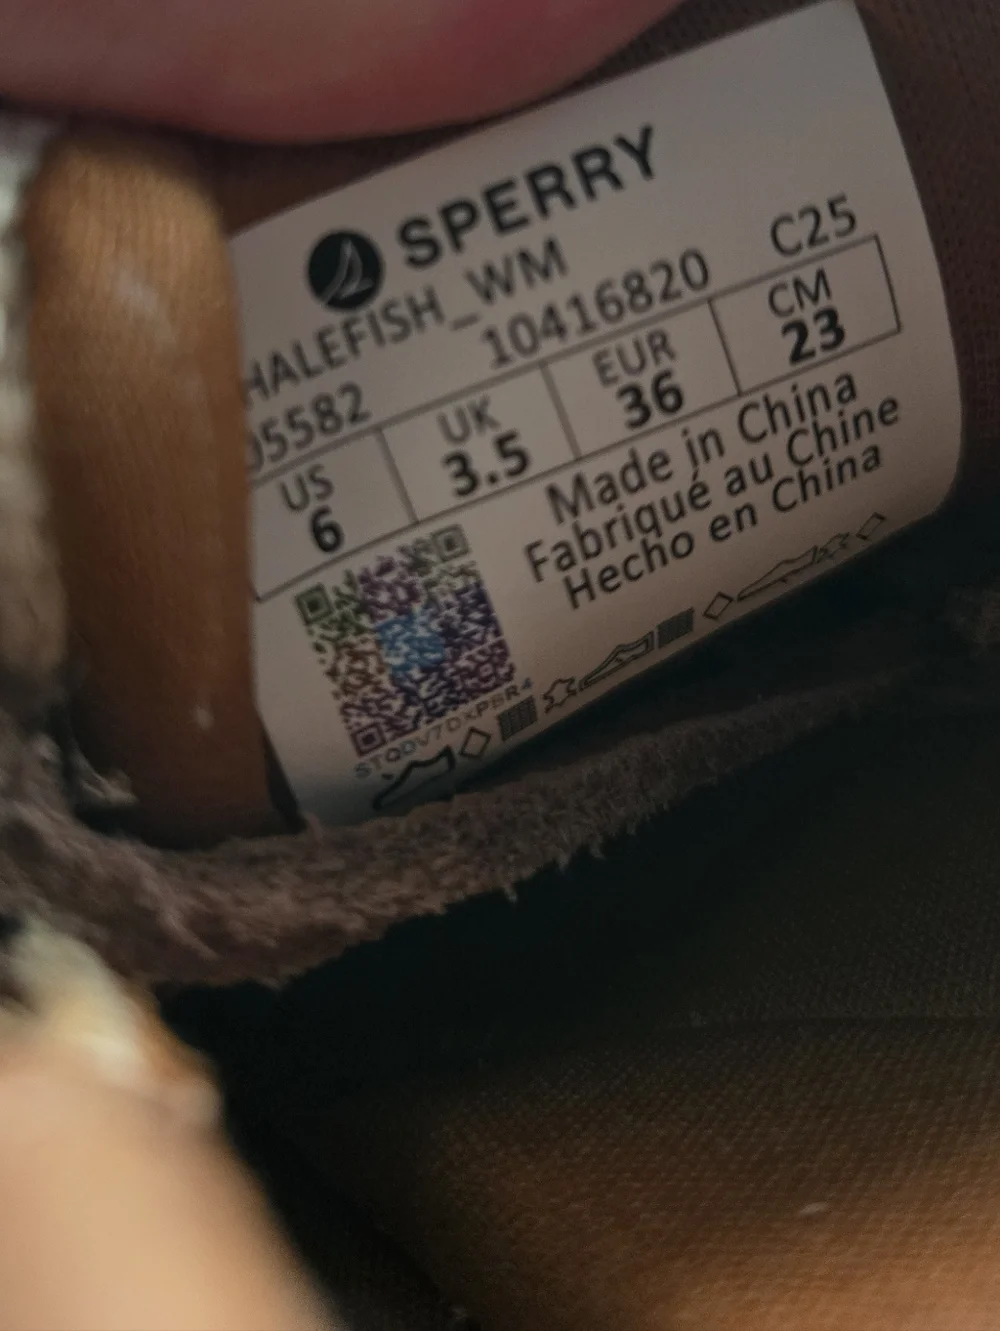 SPERRY
HALEFISH_WM
C25
05582 10416820
US UK EUR CM
6 3.5 36 23
Made in China
Fabriqué au Chine
Hecho en China